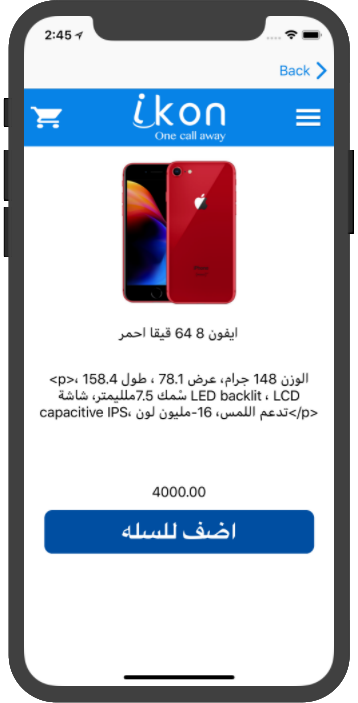 2:45
Back
ikon
One call away
ايفون 8 64 قيقا احمر
<p>الوزن 148 جرام، عرض 78.1 ، طول 158.4 ،
سْمك 7.5ملليمتر، شاشة LED backlit ، LCD
capacitive IPS، تدعم اللمس، 16-مليون لون</p>
4000.00
اضف للسله